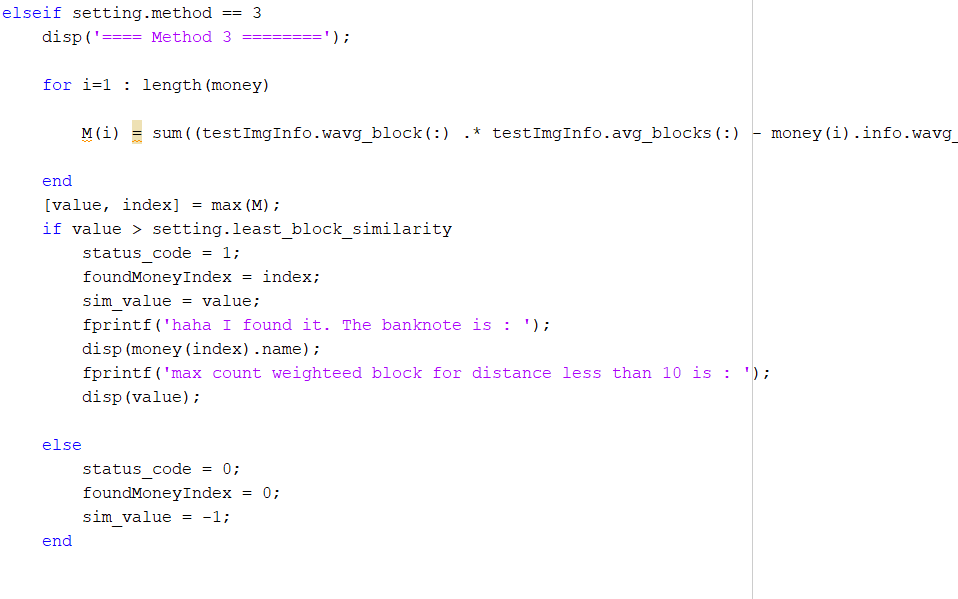 elseif setting.method == 3
disp('==== Method 3 ========');
for i=1 : length(money)
M(i) = sum((testImgInfo.wavg_block(:) .* testImgInfo.avg_blocks(:) - money(i).info.wavg_
end
[value, index] = max(M);
if value > setting.least_block_similarity
status_code = 1;
foundMoneyIndex = index;
sim_value = value;
fprintf('haha I found it. The banknote is : ');
disp(money(index).name);
fprintf('max count weighteed block for distance less than 10 is : ');
disp(value);
else
status_code = 0;
foundMoneyIndex = 0;
sim_value = -1;
end